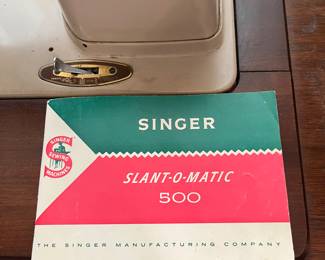 SINGER
SINGER
SEWING
MACHINES
SLANT-O-MATIC
500
THE SINGER MANUFACTURING COMPANY